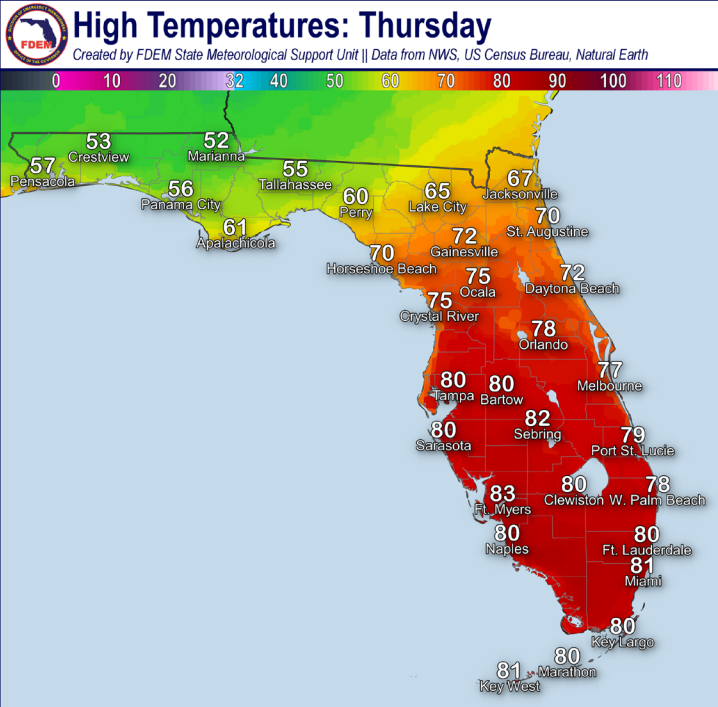 High Temperatures: Thursday
Created by FDEM State Meteorological Support Unit || Data from NWS, US Census Bureau, Natural Earth
FDEM
0 10 20 32 40 50 60 70 80 90 100 110
53
Crestview
52
Marianna
57
Pensacola
55
Tallahassee
56
Panama City
60
Perry
65
Lake City
67
Jacksonville
61
Apalachicola
70
St. Augustine
72
Gainesville
70
Horseshoe Beach
75
Ocala
72
Daytona Beach
75
Crystal River
78
Orlando
77
Melbourne
80
Tampa
80
Bartow
82
Sebring
80
Sarasota
79
Port St. Lucie
83
Ft. Myers
80
Clewiston
78
W. Palm Beach
80
Naples
80
Ft. Lauderdale
81
Miami
80
Key Largo
80
Marathon
81
Key West